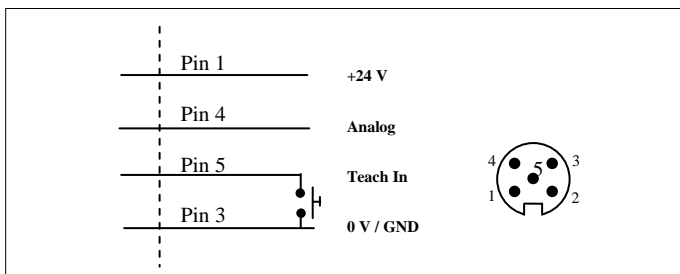 Pin 1
+24 V
Pin 4
Analog
Pin 5
Teach In
Pin 3
0 V / GND
4 5 3
1 2